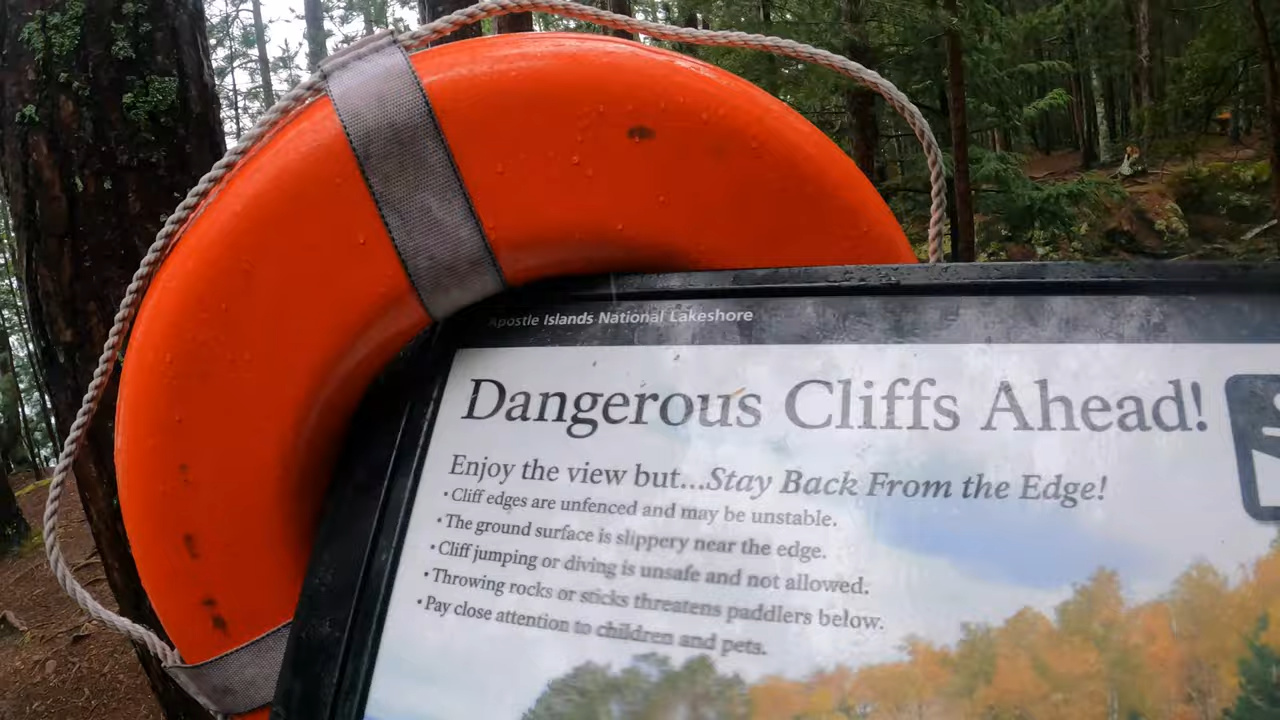 Apostle Islands National Lakeshore
Dangerous Cliffs Ahead!
Enjoy the view but...Stay Back From the Edge!
• Cliff edges are unfenced and may be unstable.
• The ground surface is slippery near the edge.
• Cliff jumping or diving is unsafe and not allowed.
• Throwing rocks or sticks threatens paddlers below.
• Pay close attention to children and pets.